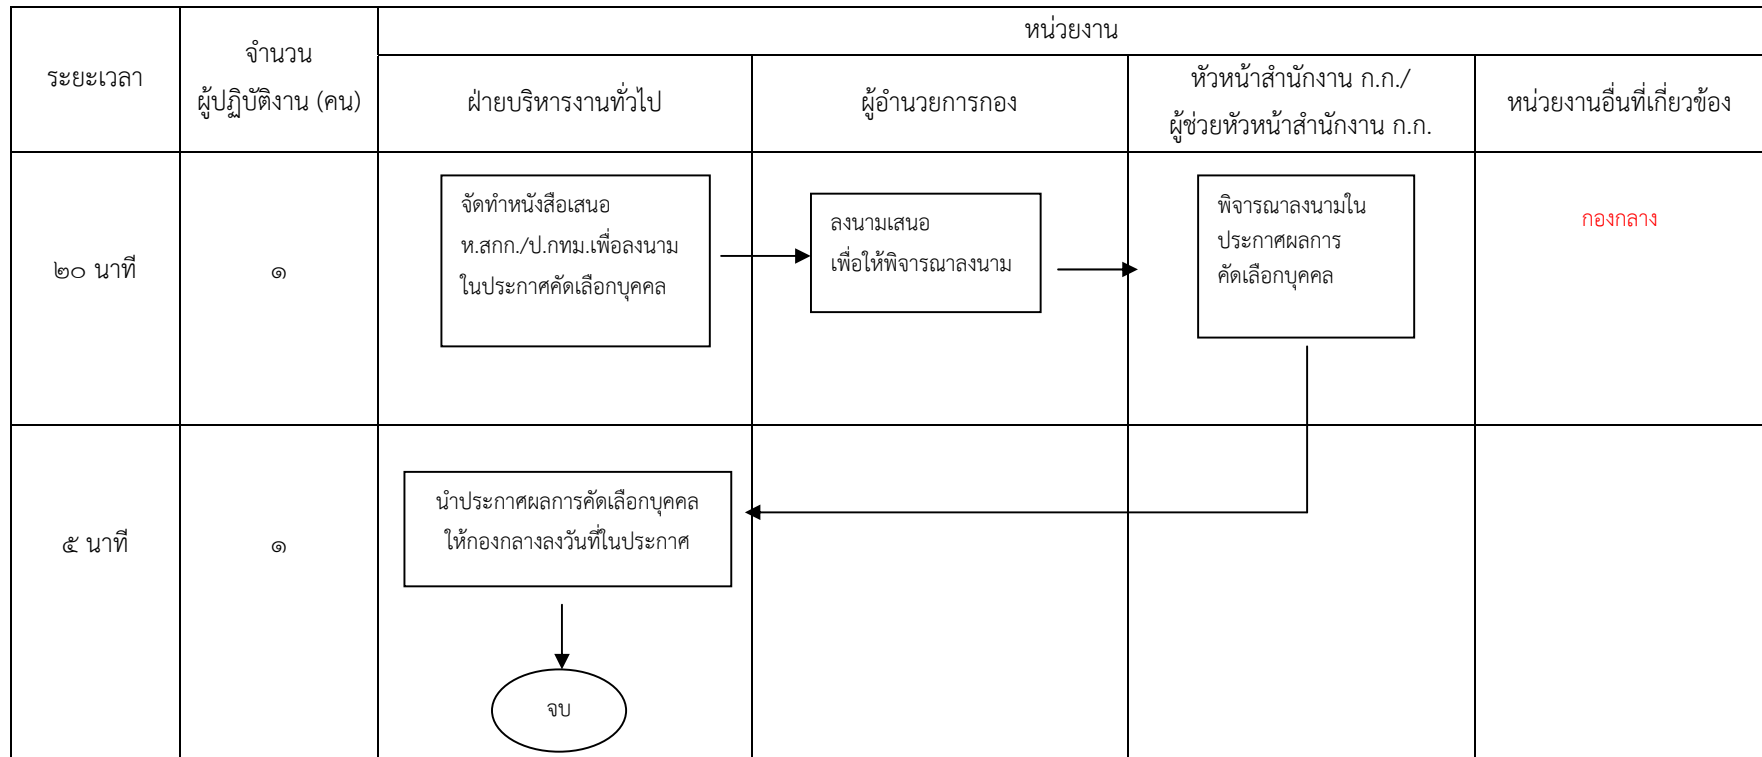 หน่วยงาน
ระยะเวลา
จำนวน
ผู้ปฏิบัติงาน (คน)
ฝ่ายบริหารงานทั่วไป
ผู้อำนวยการกอง
หัวหน้าสำนักงาน ก.ก./
ผู้ช่วยหัวหน้าสำนักงาน ก.ก.
หน่วยงานอื่นที่เกี่ยวข้อง
๒๐ นาที
๑
จัดทำหนังสือเสนอ
ห.สกก./ป.กทม.เพื่อลงนาม
ในประกาศคัดเลือกบุคคล
ลงนามเสนอ
เพื่อให้พิจารณาลงนาม
พิจารณาลงนามใน
ประกาศผลการ
คัดเลือกบุคคล
กองกลาง
๕ นาที
๑
นำประกาศผลการคัดเลือกบุคคล
ให้กองกลางลงวันที่ในประกาศ
จบ